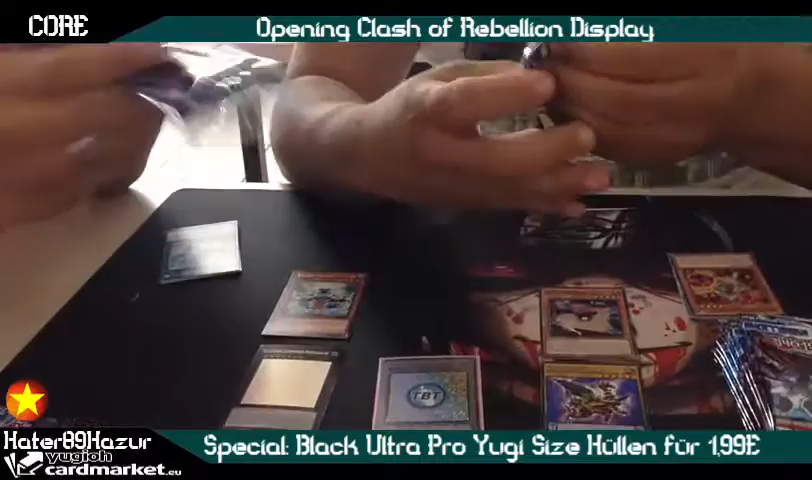 CORE
Opening Clash of Rebellion Display
TBT
Hater89Hazur
Special: Black Ultra Pro Yugi Size Hüllen für 1,99€
yugioh
cardmarket.eu